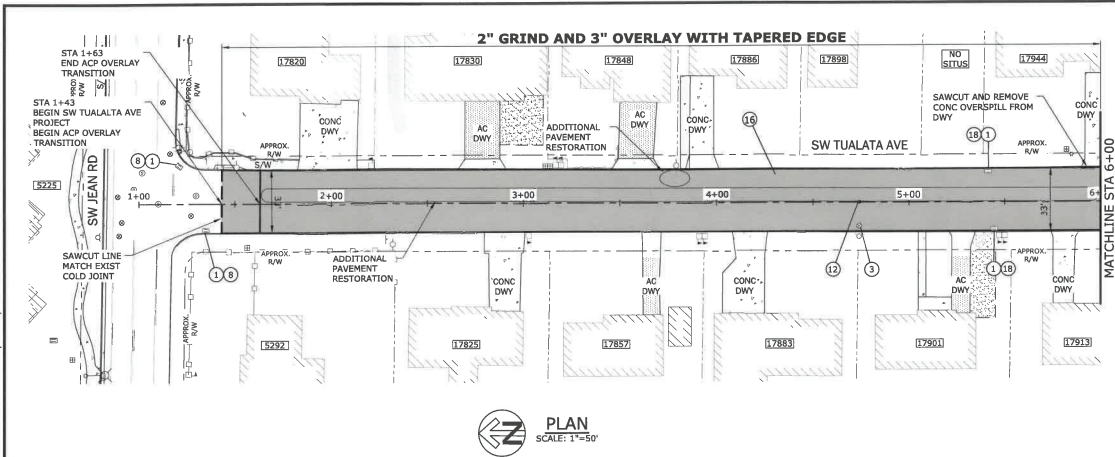 2" GRIND AND 3" OVERLAY WITH TAPERED EDGE
STA 1+63
END ACP OVERLAY
TRANSITION
STA 1+43
BEGIN SW TUALALTA AVE
PROJECT
BEGIN ACP OVERLAY
TRANSITION
APPROX.
R/W
APPROX.
R/W
17820
17830
17848
17886
17898
NO
SITUS
17944
CONC
DWY
AC
DWY
AC
DWY
CONC
DWY
ADDITIONAL
PAVEMENT
RESTORATION
16
SW TUALATA AVE
18 1
SAWCUT AND REMOVE
CONC OVERSPILL FROM
DWY
CONC
DWY
APPROX.
R/W
APPROX.
R/W
S/W
8 1
5225
SW JEAN RD
1+00
2+00
3+00
4+00
5+00
6+
33'
MATCHLINE STA 6+00
SAWCUT LINE
MATCH EXIST
COLD JOINT
1 8
APPROX.
R/W
APPROX.
R/W
ADDITIONAL
PAVEMENT
RESTORATION
CONC
DWY
AC
DWY
CONC
DWY
12
3
AC
DWY
1 18
APPROX.
R/W
CONC
DWY
5292
17825
17857
17883
17901
17913
N
PLAN
SCALE: 1"=50'